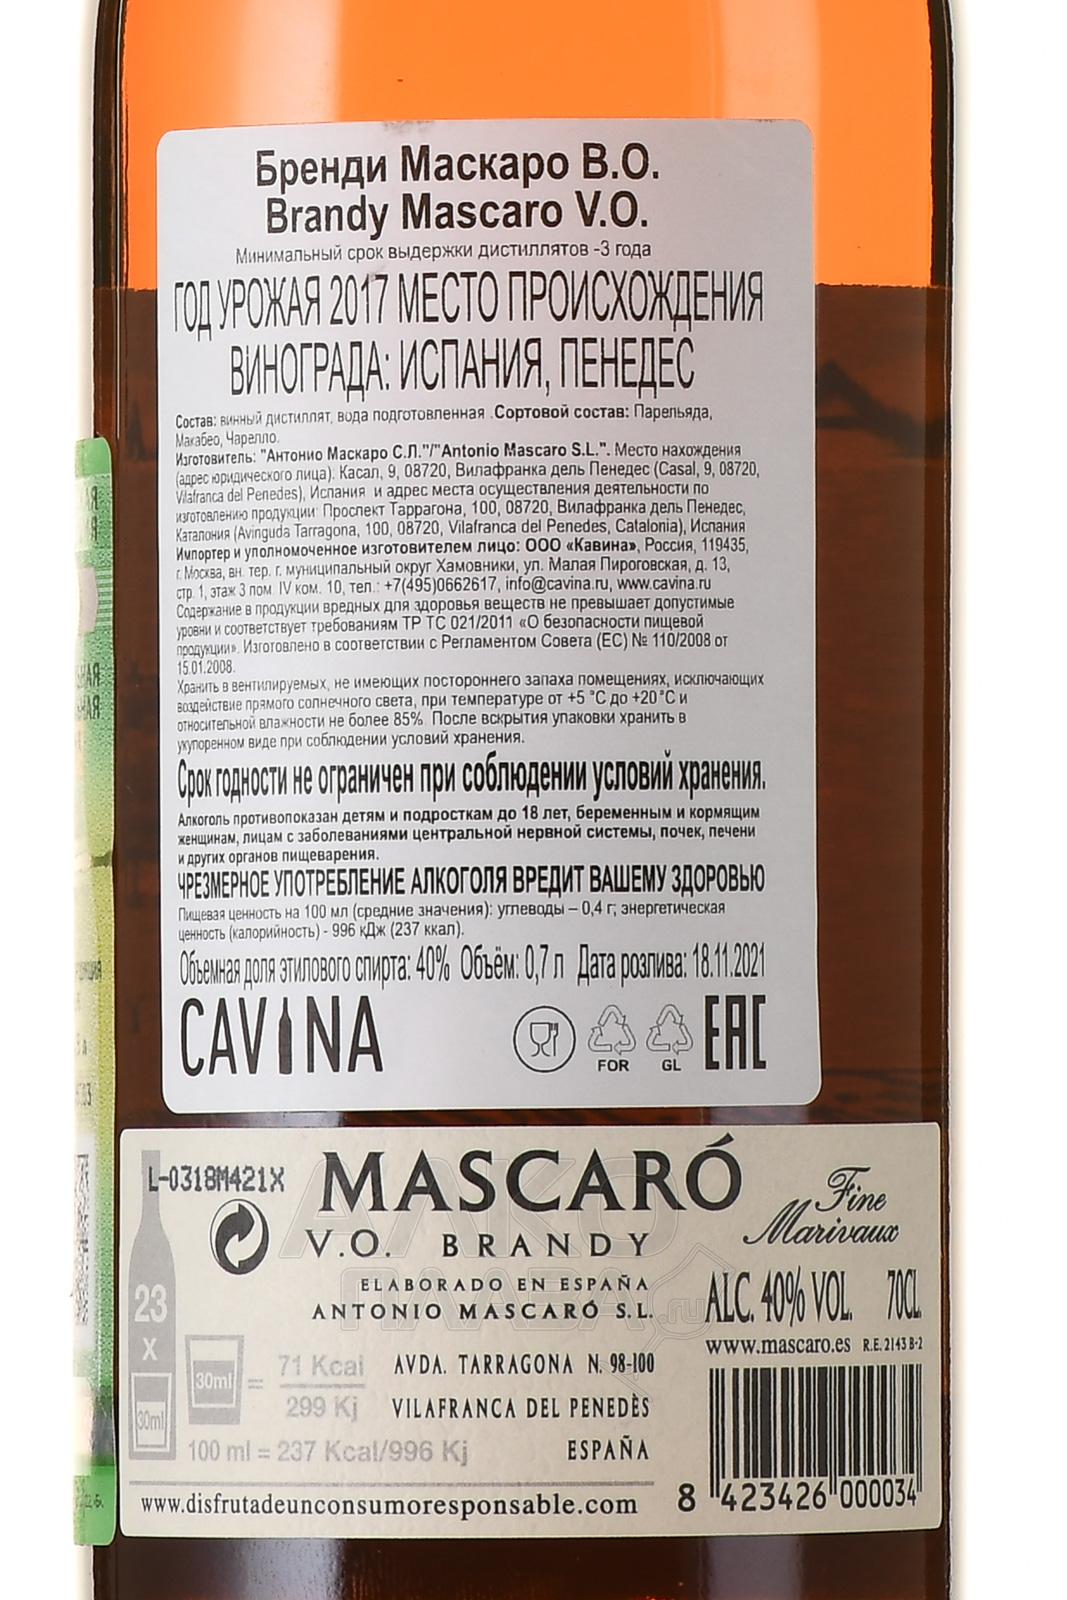 Бренди Маскаро В.О.
Brandy Mascaro V.O.
Минимальный срок выдержки дистиллятов -3 года
ГОД УРОЖАЯ 2017 МЕСТО ПРОИСХОЖДЕНИЯ
ВИНОГРАДА: ИСПАНИЯ, ПЕНЕДЕС
Состав: винный дистиллят, вода подготовленная .Сортовой состав: Парельяда,
Макабео, Чарелло.
Изготовитель: "Антонио Маскаро С.Л."/"Antonio Mascaro S.L.". Место нахождения
(адрес юридического лица): Касал, 9, 08720, Вилафранка дель Пенедес (Casal, 9, 08720,
Vilafranca del Penedes), Испания и адрес места осуществления деятельности по
изготовлению продукции: Проспект Таррагона, 100, 08720, Вилафранка дель Пенедес,
Каталония (Avinguda Tarragona, 100, 08720, Vilafranca del Penedes, Catalonia), Испания
Импортер и уполномоченное изготовителем лицо: ООО «Кавина», Россия, 119435,
г. Москва, вн. тер. г. муниципальный округ Хамовники, ул. Малая Пироговская, д. 13,
стр. 1, этаж 3 пом. IV ком. 10, тел.: +7(495)0662617, info@cavina.ru, www.cavina.ru
Содержание в продукции вредных для здоровья веществ не превышает допустимые
уровни и соответствует требованиям ТР ТС 021/2011 «О безопасности пищевой
продукции». Изготовлено в соответствии с Регламентом Совета (ЕС) № 110/2008 от
15.01.2008.
Хранить в вентилируемых, не имеющих постороннего запаха помещениях, исключающих
воздействие прямого солнечного света, при температуре от +5 °С до +20 °С и
относительной влажности не более 85%. После вскрытия упаковки хранить в
укупоренном виде при соблюдении условий хранения.
Срок годности не ограничен при соблюдении условий хранения.
Алкоголь противопоказан детям и подросткам до 18 лет, беременным и кормящим
женщинам, лицам с заболеваниями центральной нервной системы, почек, печени
и других органов пищеварения.
ЧРЕЗМЕРНОЕ УПОТРЕБЛЕНИЕ АЛКОГОЛЯ ВРЕДИТ ВАШЕМУ ЗДОРОВЬЮ
Пищевая ценность на 100 мл (средние значения): углеводы – 0,4 г; энергетическая
ценность (калорийность) - 996 кДж (237 ккал).
Объемная доля этилового спирта: 40% Объём: 0,7 л Дата розлива: 18.11.2021
CAVINA
FOR GL EAC
L-0318M421X
MASCARÓ
Fine
Marivaux
V.O. BRANDY
ELABORADO EN ESPAÑA
ANTONIO MASCARÓ S.L.
ALC. 40% VOL. 70CL.
www.mascaro.es R.E. 2143 B-2
23
x
30ml
30ml = 71 Kcal
299 Kj
100 ml = 237 Kcal/996 Kj
AVDA. TARRAGONA N. 98-100
VILAFRANCA DEL PENEDÈS
ESPAÑA
www.disfrutadeunconsumoresponsable.com
8 423426 000034
АЛКО
ПЛАЗА.ru